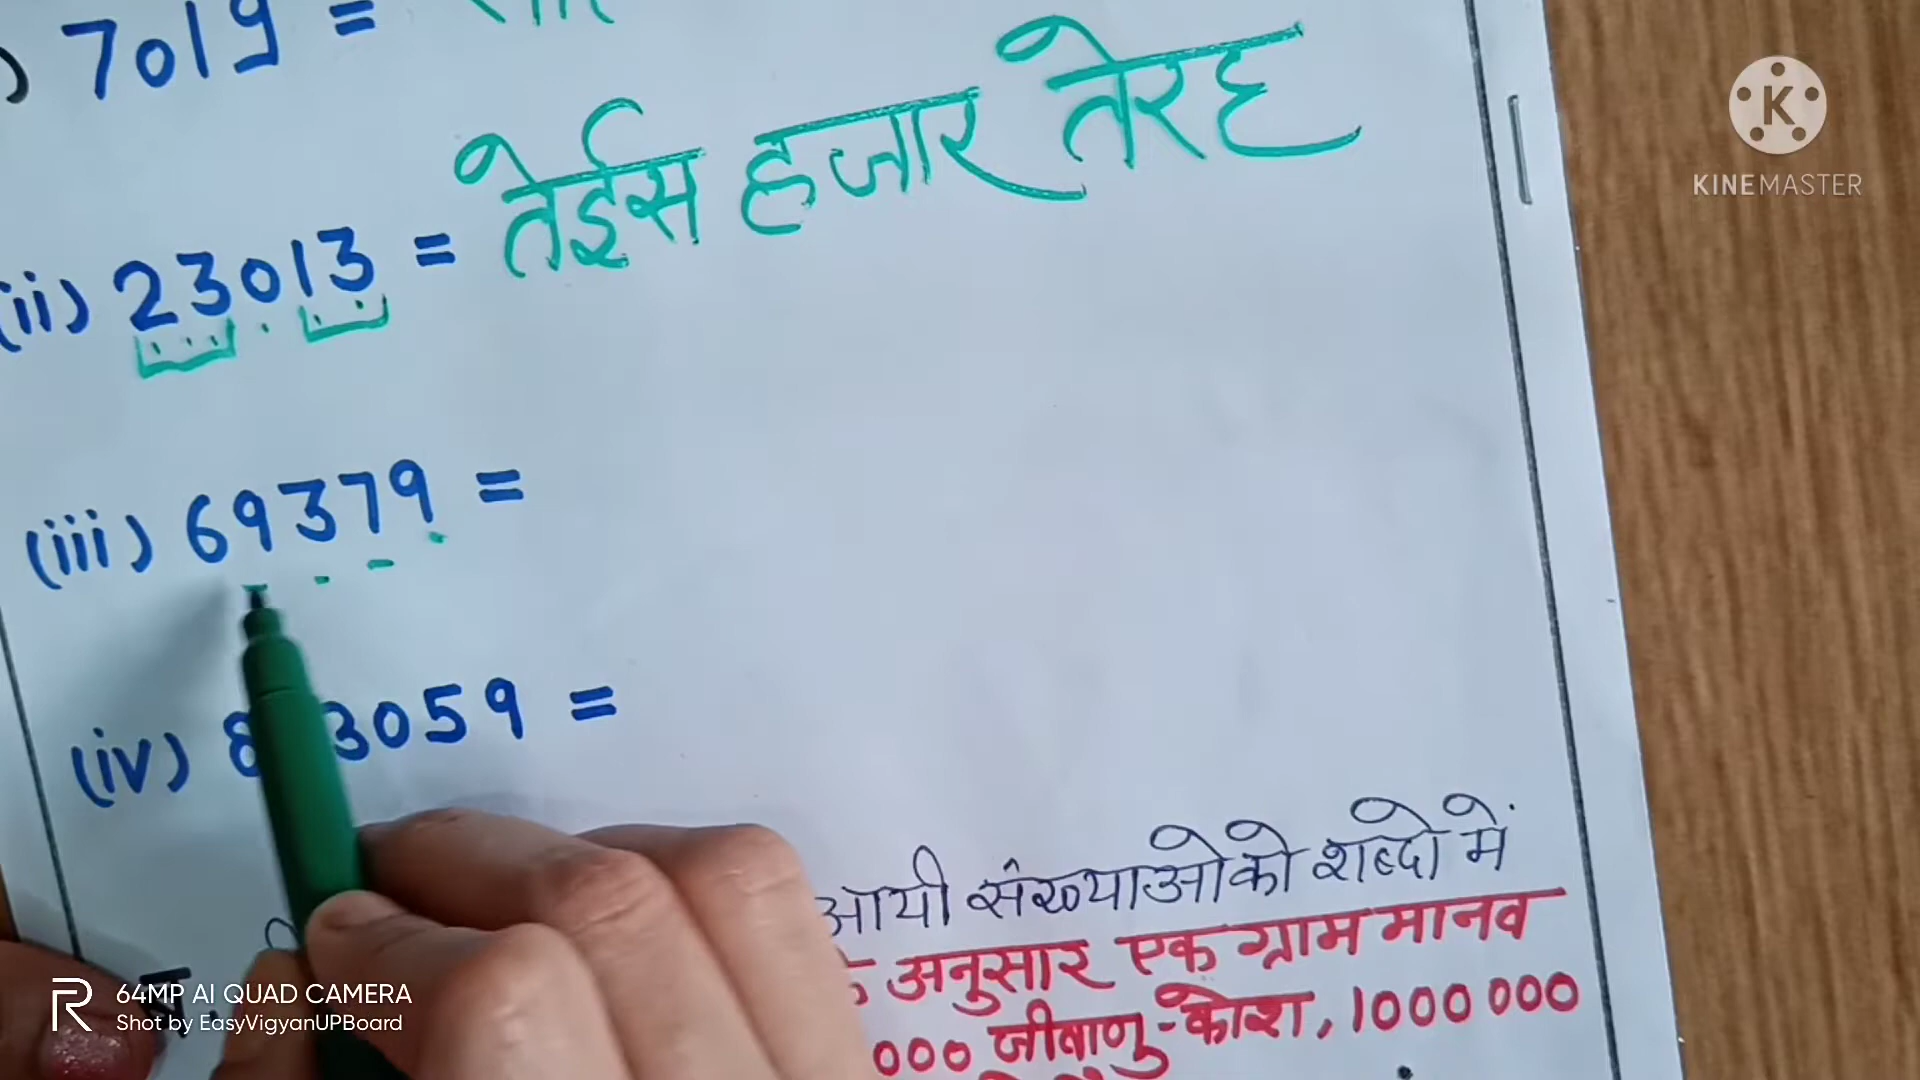 ) 7019 =
(ii) 23013 = तेईस हजार तेरह
(iii) 69379 =
(iv) 8 3059 =
आयी संख्याओ को शब्दो में
के अनुसार एक ग्राम मानव
000 जीवाणु-कोश, 1000 000
K
KINEMASTER
64MP AI QUAD CAMERA
Shot by EasyVigyanUPBoard